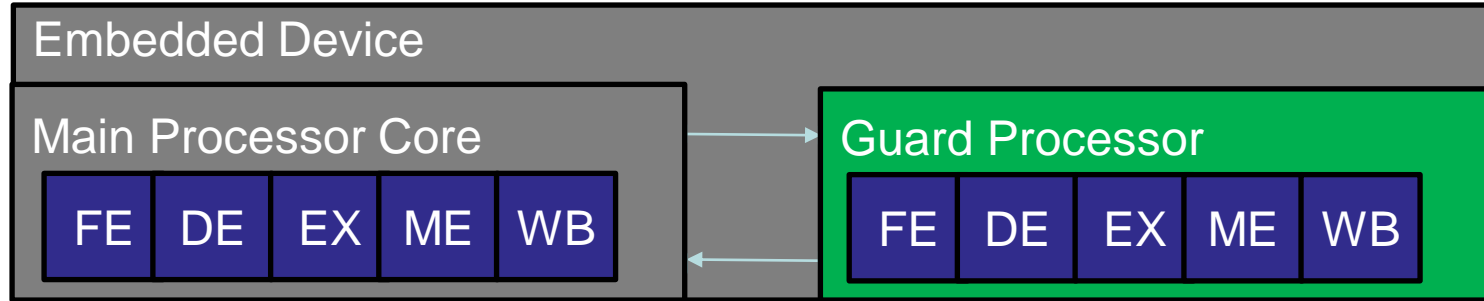 Embedded Device
Main Processor Core
FE DE EX ME WB
Guard Processor
FE DE EX ME WB